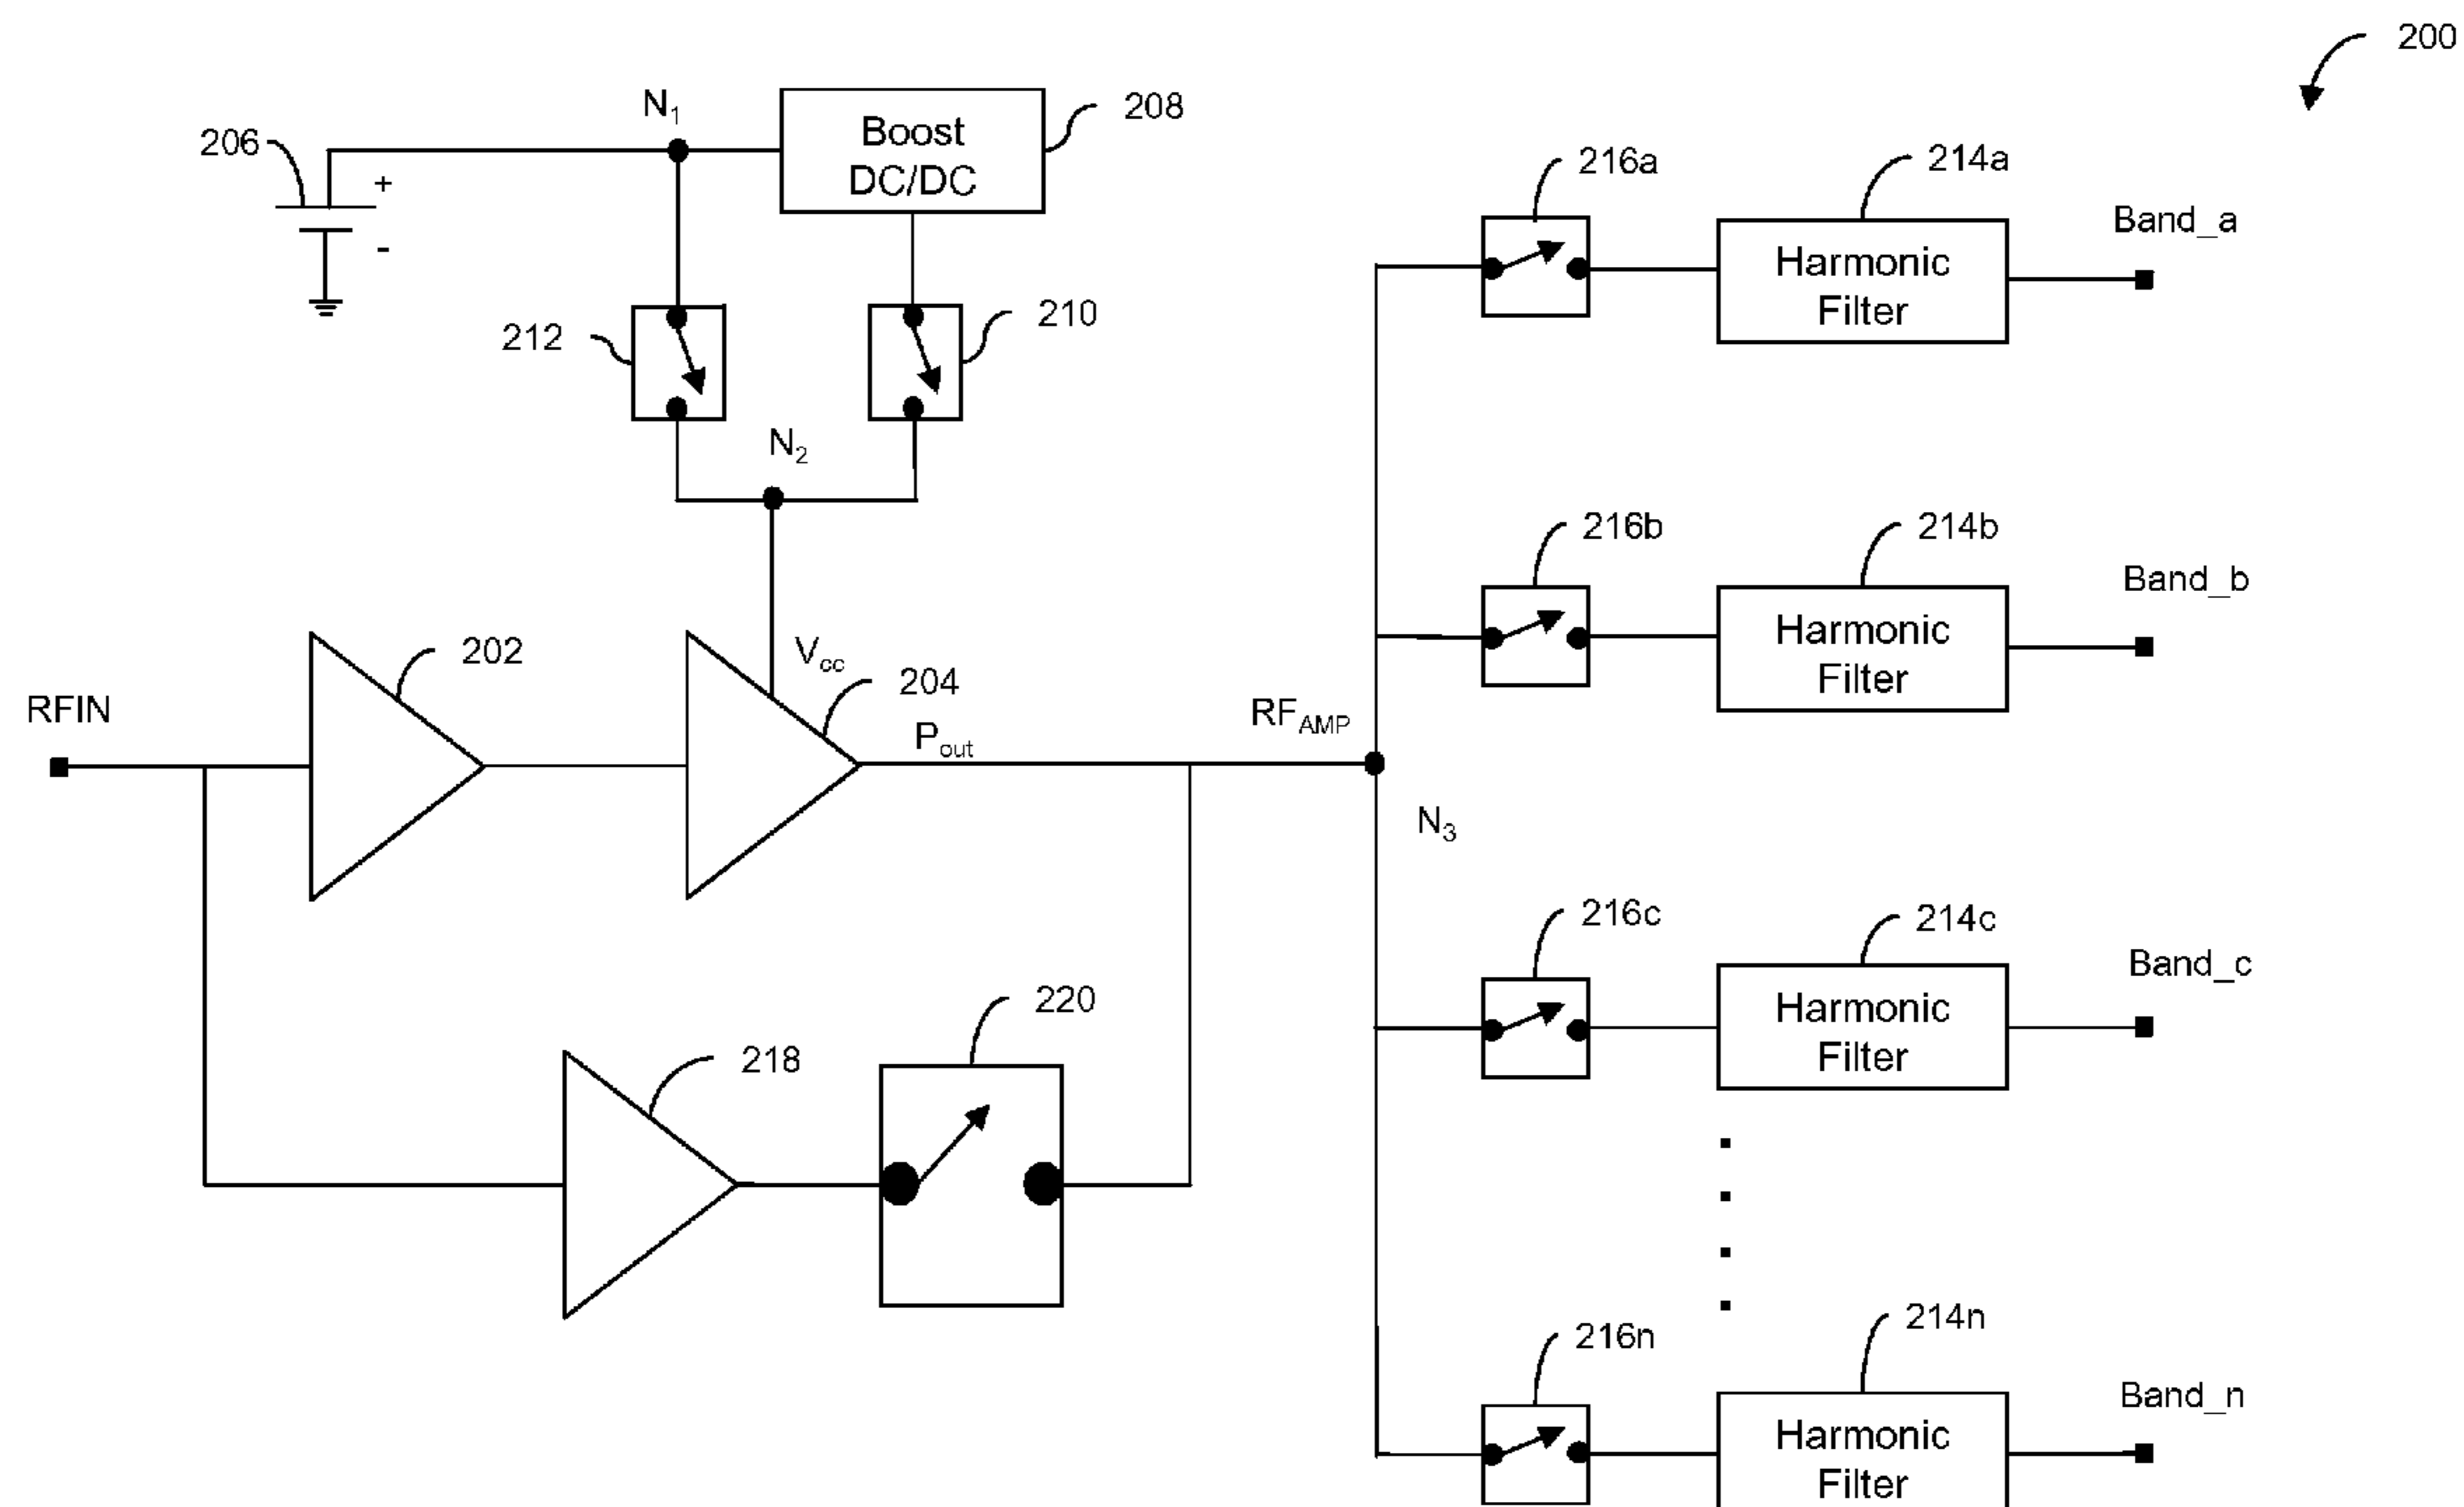 200
N1
208
206
Boost
DC/DC
+
-
216a
214a
Band_a
Harmonic
Filter
212
210
N2
216b
214b
Band_b
Harmonic
Filter
202
Vcc
204
RFIN
Pout
RFAMP
N3
216c
214c
Band_c
Harmonic
Filter
220
218
216n
214n
Band_n
Harmonic
Filter